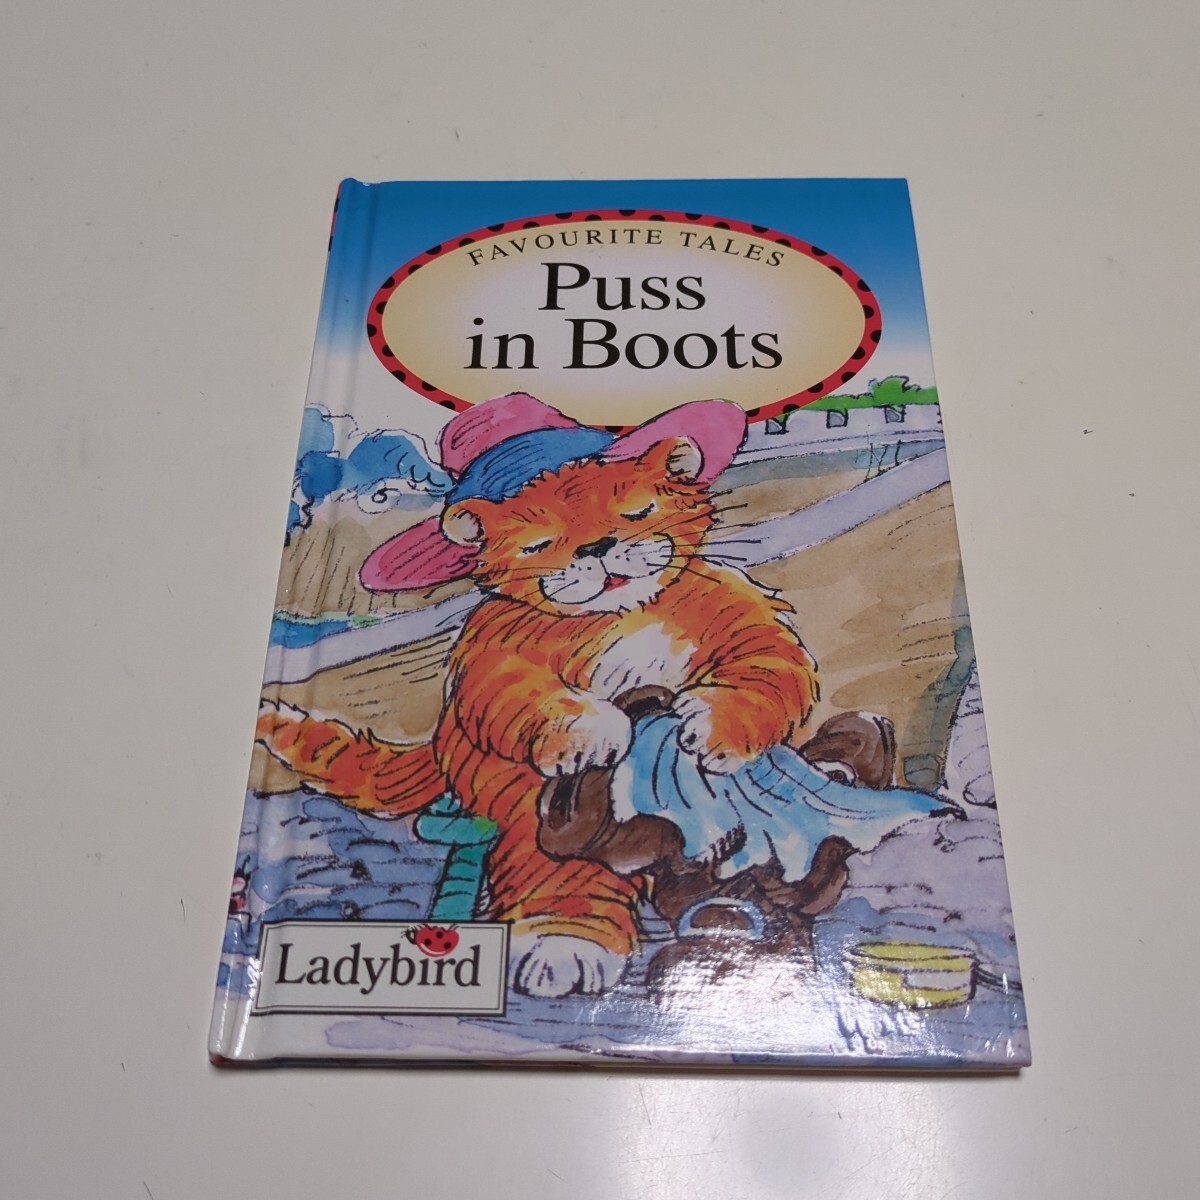 FAVOURITE TALES
Puss
in Boots
Ladybird